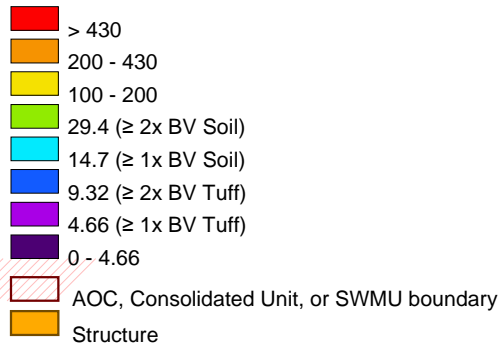 > 430
200 - 430
100 - 200
29.4 (≥ 2x BV Soil)
14.7 (≥ 1x BV Soil)
9.32 (≥ 2x BV Tuff)
4.66 (≥ 1x BV Tuff)
0 - 4.66
AOC, Consolidated Unit, or SWMU boundary
Structure